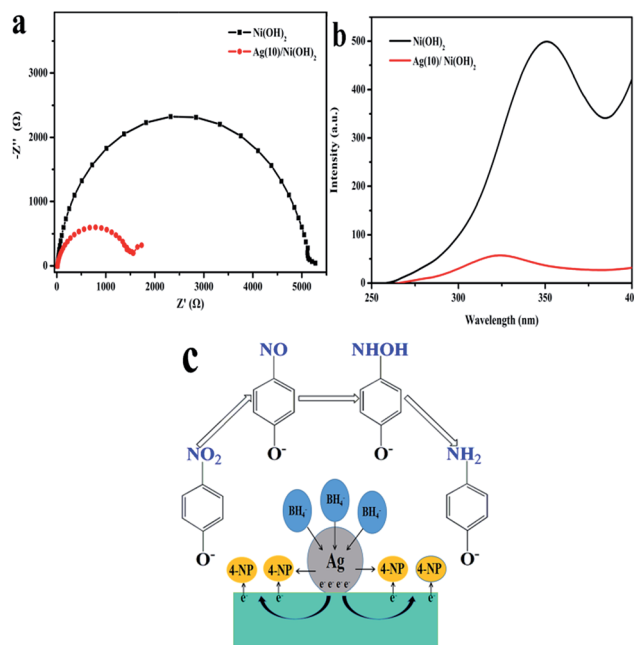 a
Ni(OH)₂
Ag(10)/Ni(OH)₂
-Z'' (Ω)
3000
2000
1000
0
0 1000 2000 3000 4000 5000
Z' (Ω)
b
Ni(OH)₂
Ag(10)/ Ni(OH)₂
Intensity (a.u.)
500
400
300
200
100
0
250 300 350 40
Wavelength (nm)
c
NO NHOH
O⁻ O⁻
NO₂ NH₂
O⁻ O⁻
BH₄⁻ BH₄⁻ BH₄⁻
Ag
4-NP 4-NP 4-NP 4-NP
e⁻ e⁻ e⁻ e⁻ e⁻ e⁻ e⁻ e⁻